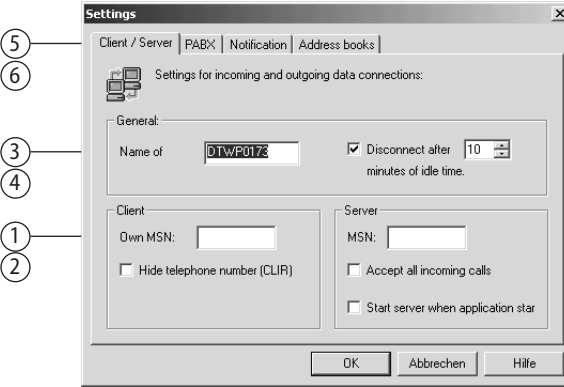 Settings
Client / Server PABX Notification Address books
Settings for incoming and outgoing data connections:
General:
Name of DTWP0173 Disconnect after 10
minutes of idle time.
Client
Own MSN:
Hide telephone number (CLIR)
Server
MSN:
Accept all incoming calls
Start server when application star
OK Abbrechen Hilfe
5
6
3
4
1
2